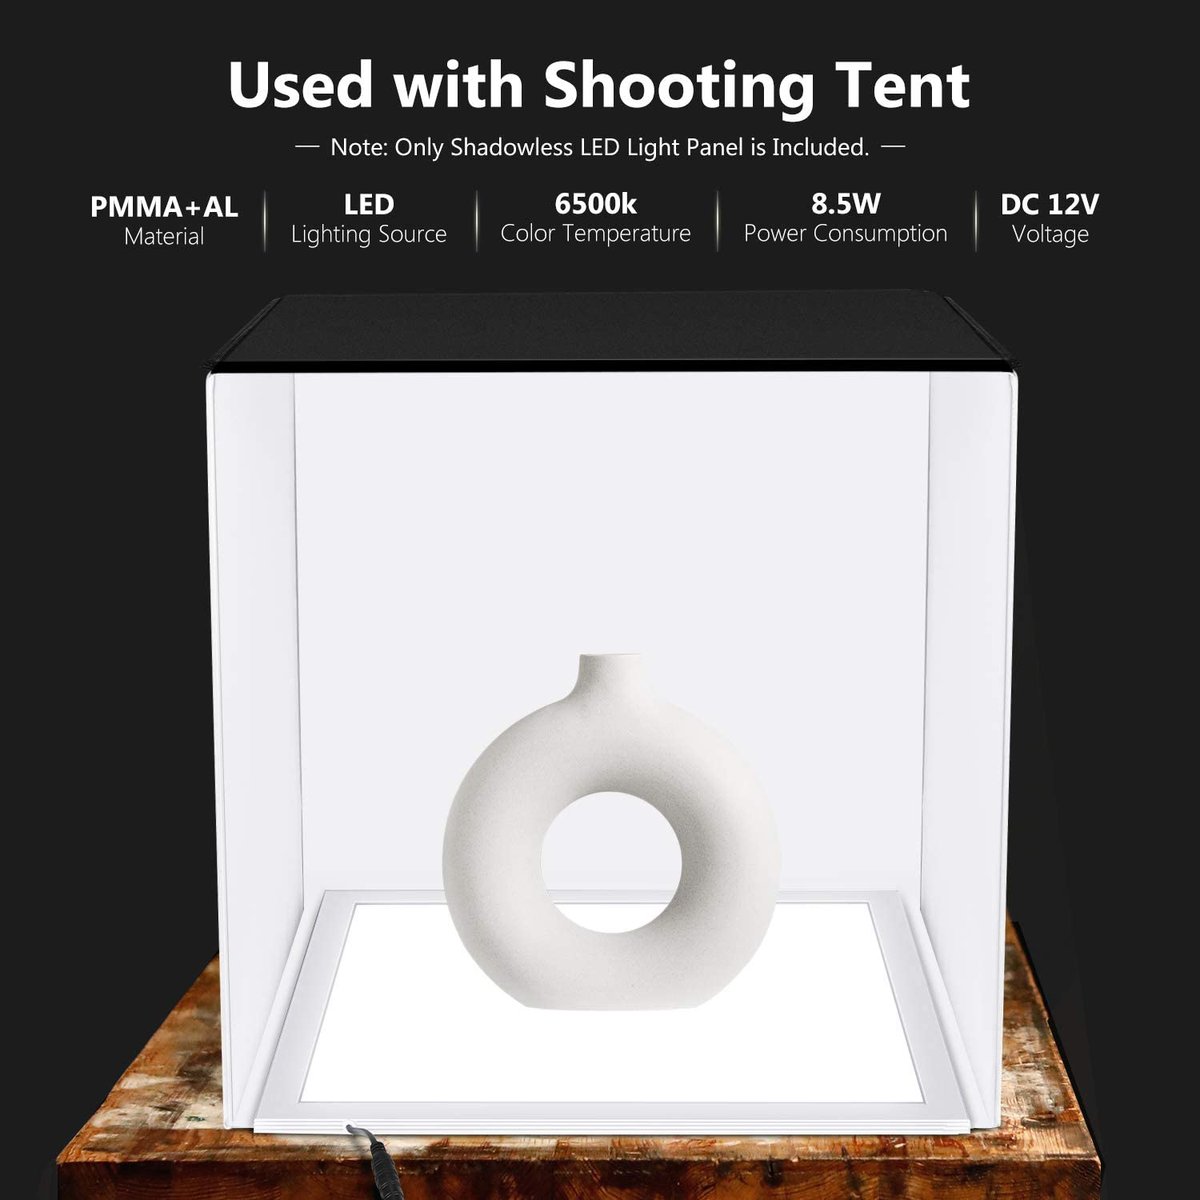 Used with Shooting Tent
Note: Only Shadowless LED Light Panel is Included.
PMMA+AL
Material
LED
Lighting Source
6500k
Color Temperature
8.5W
Power Consumption
DC 12V
Voltage